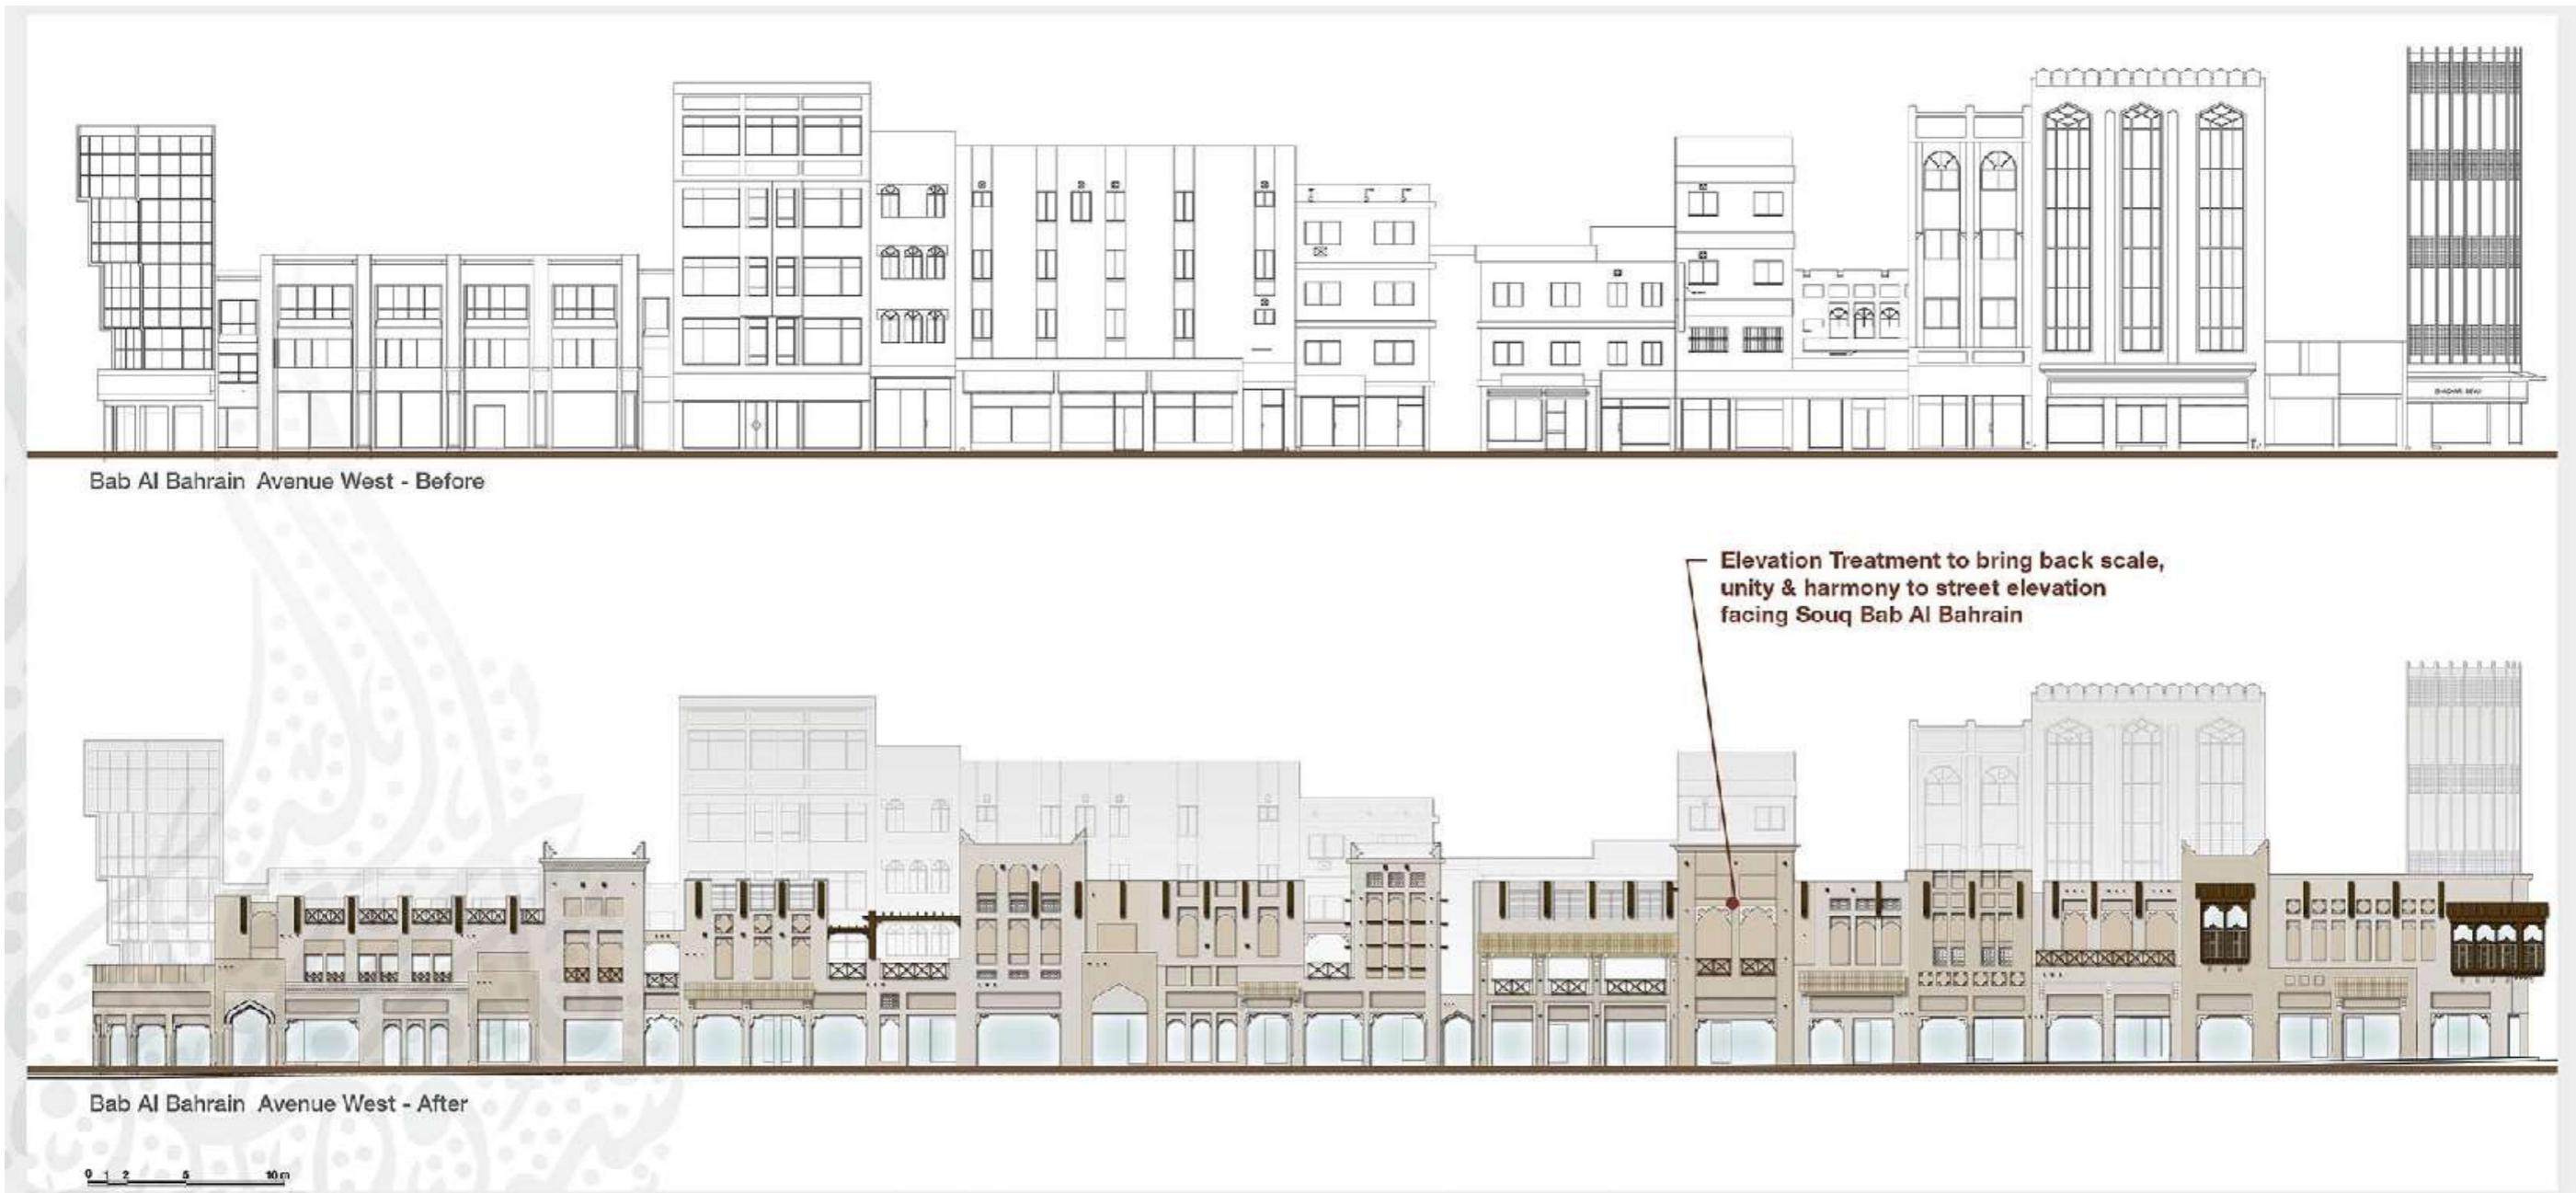 Bab Al Bahrain Avenue West - Before
Elevation Treatment to bring back scale,
unity & harmony to street elevation
facing Souq Bab Al Bahrain
Bab Al Bahrain Avenue West - After
0 1 2 5 10 m